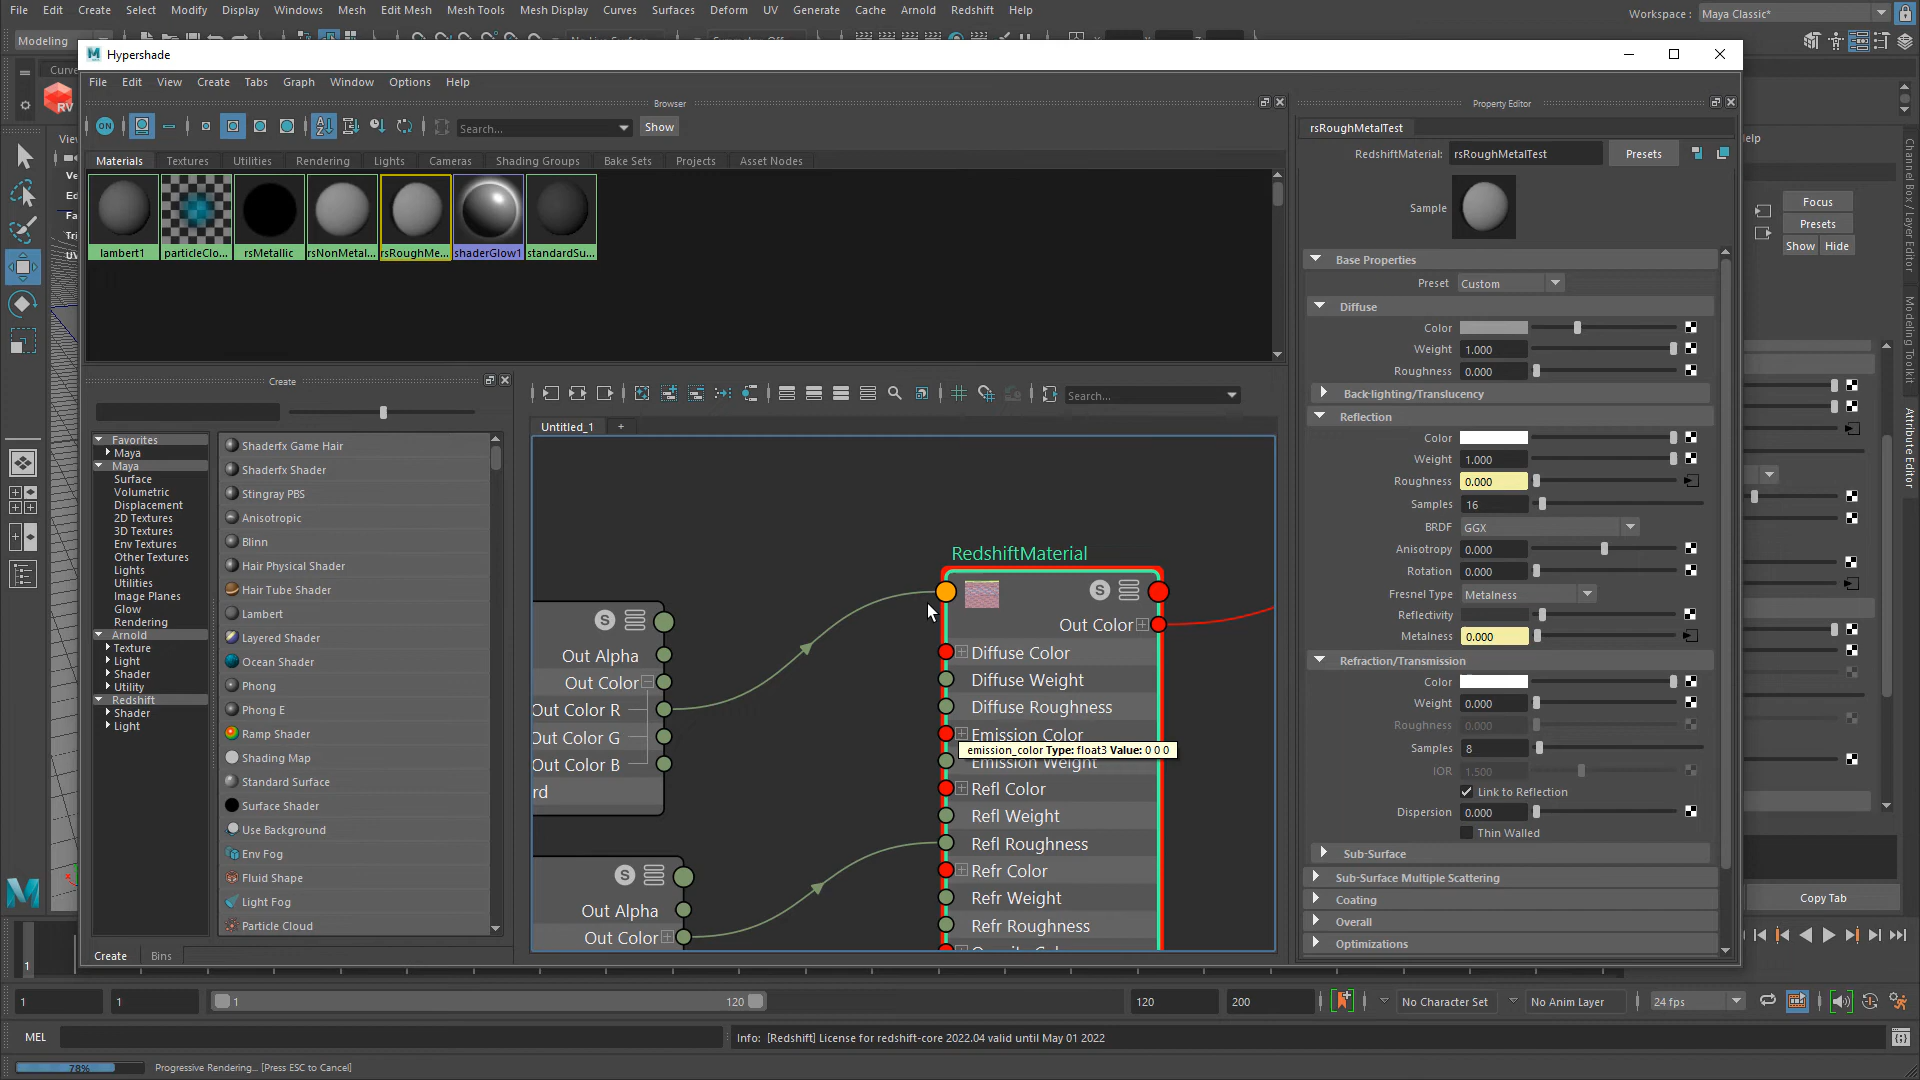 File Edit Create Select Modify Display Windows Mesh Edit Mesh Mesh Tools Mesh Display Curves Surfaces Deform UV Generate Cache Arnold Redshift Help
Workspace : Maya Classic*
Modeling
Hypershade
File Edit View Create Tabs Graph Window Options Help
Browser
Property Editor
ON
Search...
Show
rsRoughMetalTest
RedshiftMaterial: rsRoughMetalTest
Presets
Materials Textures Utilities Rendering Lights Cameras Shading Groups Bake Sets Projects Asset Nodes
lambert1 particleClo... rsMetallic rsNonMetal... rsRoughMe... shaderGlow1 standardSu...
Sample
Focus
Presets
Show Hide
Base Properties
Preset Custom
Diffuse
Color
Weight 1.000
Roughness 0.000
Back-lighting/Translucency
Reflection
Color
Weight 1.000
Roughness 0.000
Samples 16
BRDF GGX
Anisotropy 0.000
Rotation 0.000
Fresnel Type Metalness
Reflectivity
Metalness 0.000
Refraction/Transmission
Color
Weight 0.000
Roughness 0.000
Samples 8
IOR 1.500
Link to Reflection
Dispersion 0.000
Thin Walled
Sub-Surface
Sub-Surface Multiple Scattering
Coating
Overall
Optimizations
Create
Favorites
Maya
Maya
Surface
Volumetric
Displacement
2D Textures
3D Textures
Env Textures
Other Textures
Lights
Utilities
Image Planes
Glow
Rendering
Arnold
Texture
Light
Shader
Utility
Redshift
Shader
Light
Shaderfx Game Hair
Shaderfx Shader
Stingray PBS
Anisotropic
Blinn
Hair Physical Shader
Hair Tube Shader
Lambert
Layered Shader
Ocean Shader
Phong
Phong E
Ramp Shader
Shading Map
Standard Surface
Surface Shader
Use Background
Env Fog
Fluid Shape
Light Fog
Particle Cloud
Create Bins
Search...
Untitled_1 +
RedshiftMaterial
S
Out Color
Diffuse Color
Diffuse Weight
Diffuse Roughness
Emission Color
emission_color Type: float3 Value: 0 0 0
Emission Weight
Refl Color
Refl Weight
Refl Roughness
Refr Color
Refr Weight
Refr Roughness
S
Out Alpha
Out Color
Out Color R
Out Color G
Out Color B
rd
S
Out Alpha
Out Color
Channel Box / Layer Editor
Modeling Toolkit
Attribute Editor
Copy Tab
1
1 1 1 120 120 200 No Character Set No Anim Layer 24 fps
MEL
Info: [Redshift] License for redshift-core 2022.04 valid until May 01 2022
78% Progressive Rendering... [Press ESC to Cancel]